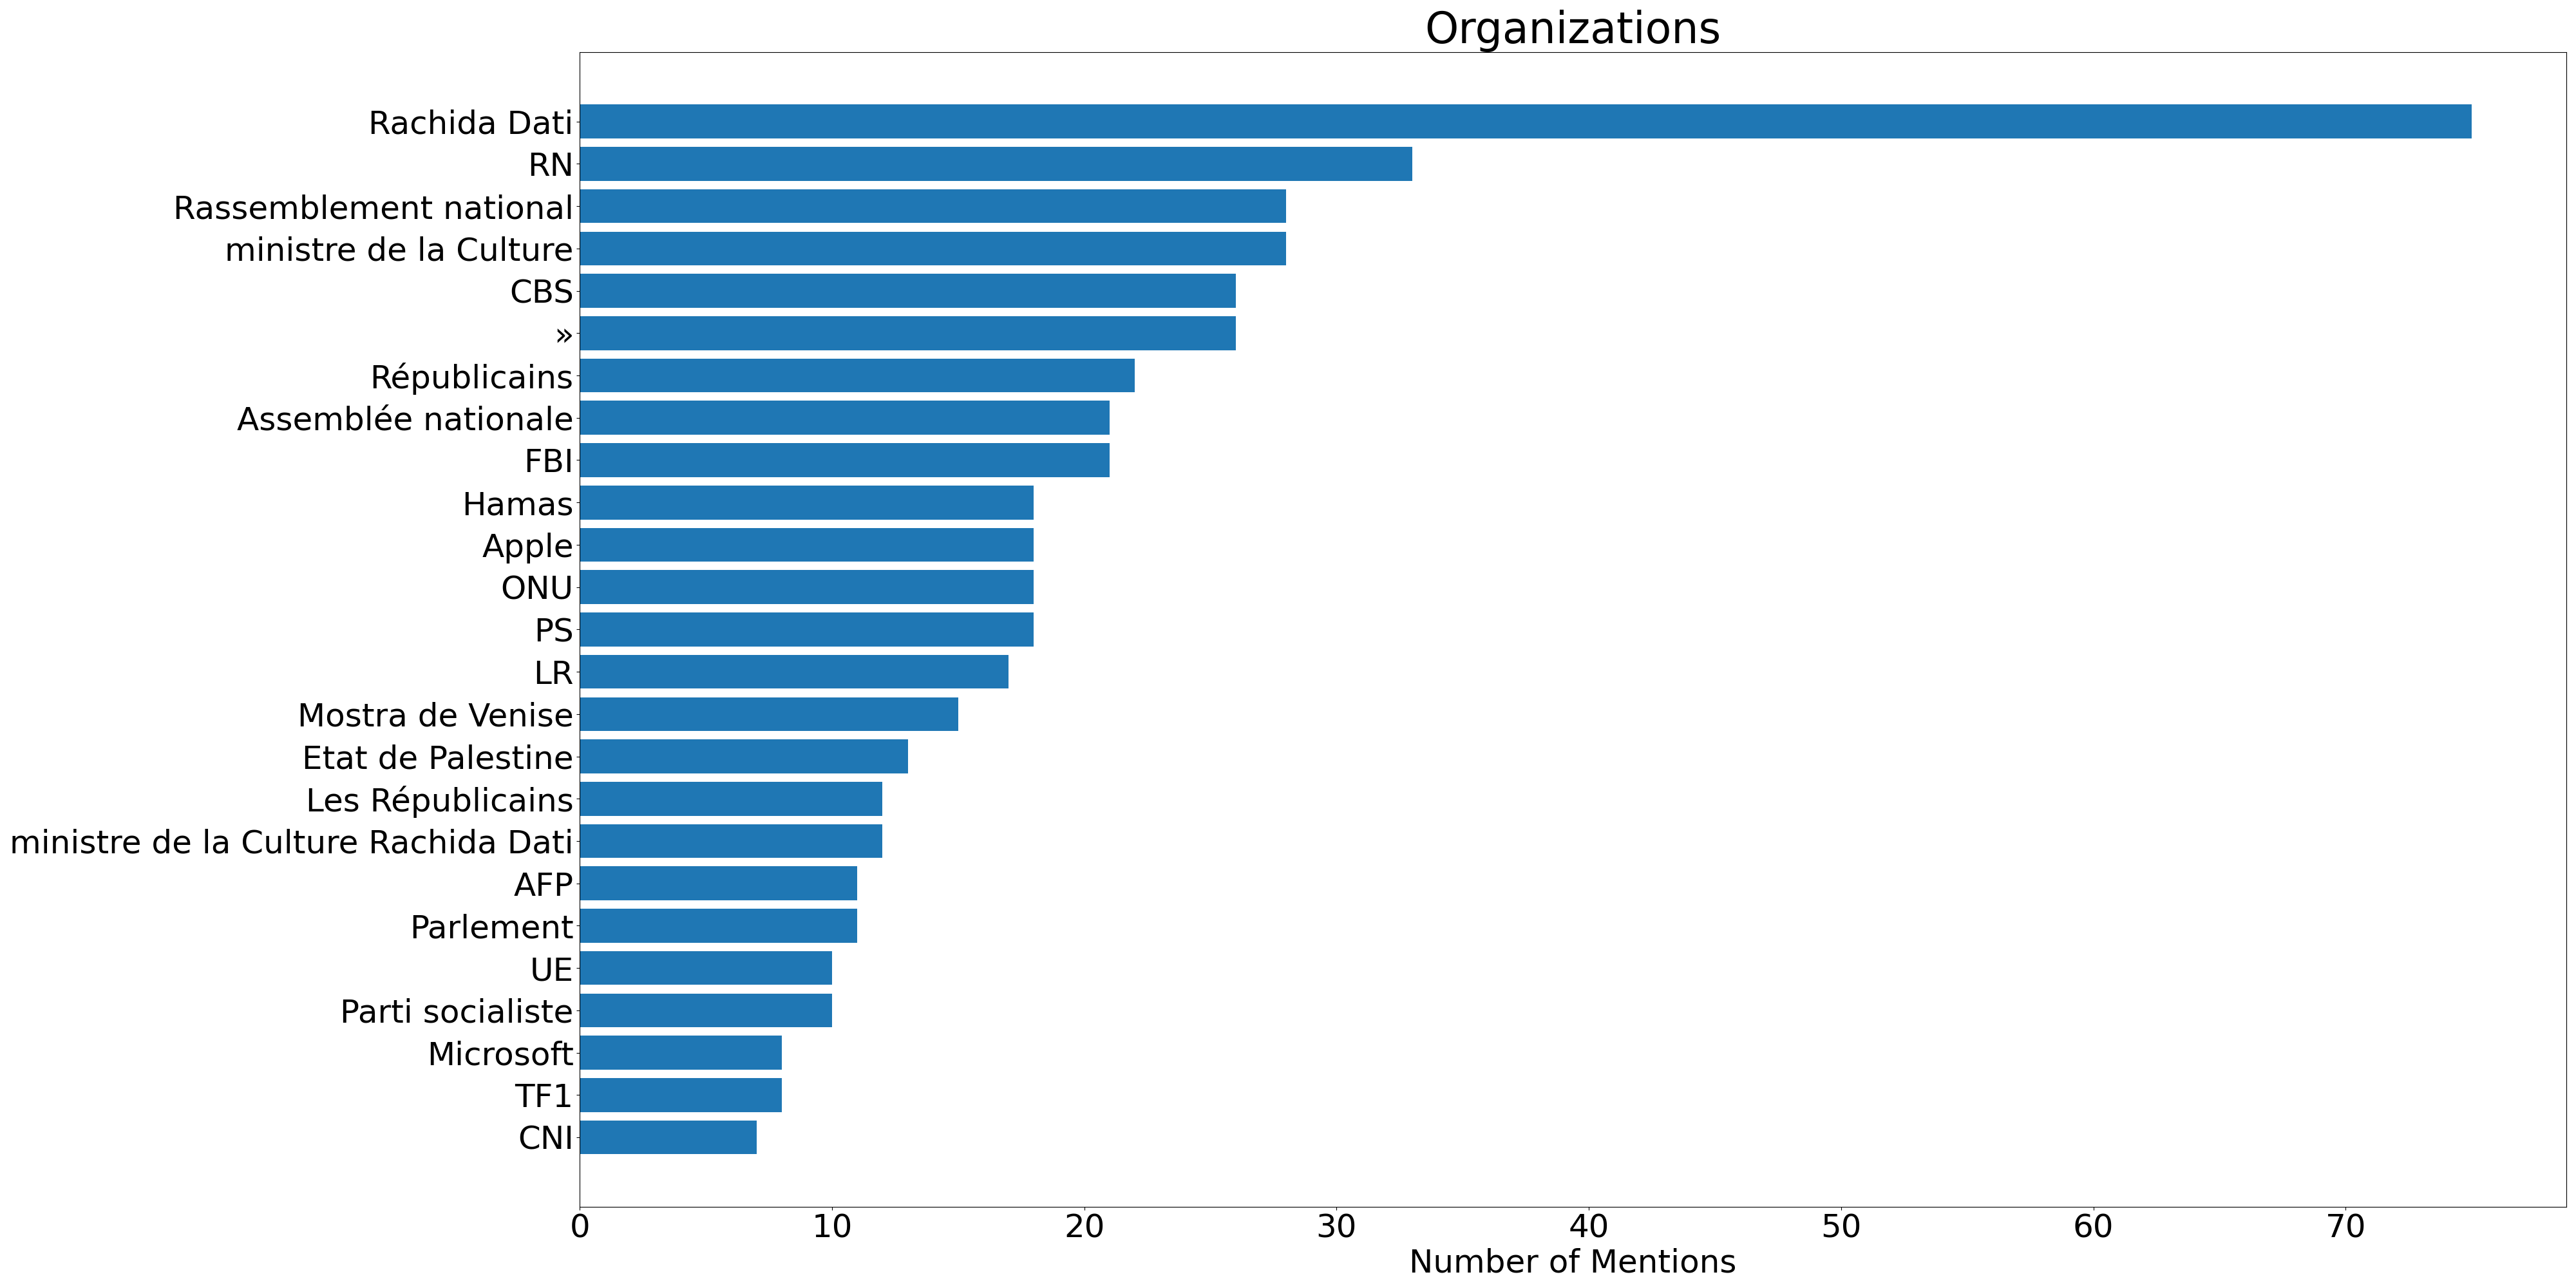 Organizations
Rachida Dati
RN
Rassemblement national
ministre de la Culture
CBS
»
Républicains
Assemblée nationale
FBI
Hamas
Apple
ONU
PS
LR
Mostra de Venise
Etat de Palestine
Les Républicains
ministre de la Culture Rachida Dati
AFP
Parlement
UE
Parti socialiste
Microsoft
TF1
CNI
0 10 20 30 40 50 60 70
Number of Mentions